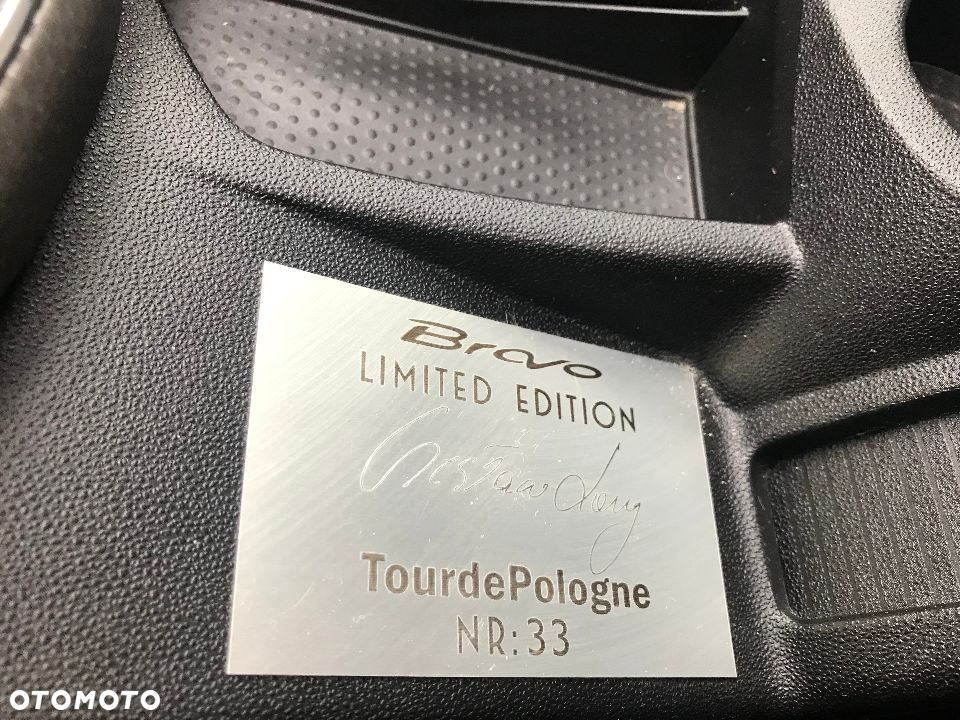 Bravo
LIMITED EDITION
TourdePologne
NR:33
OTOMOTO